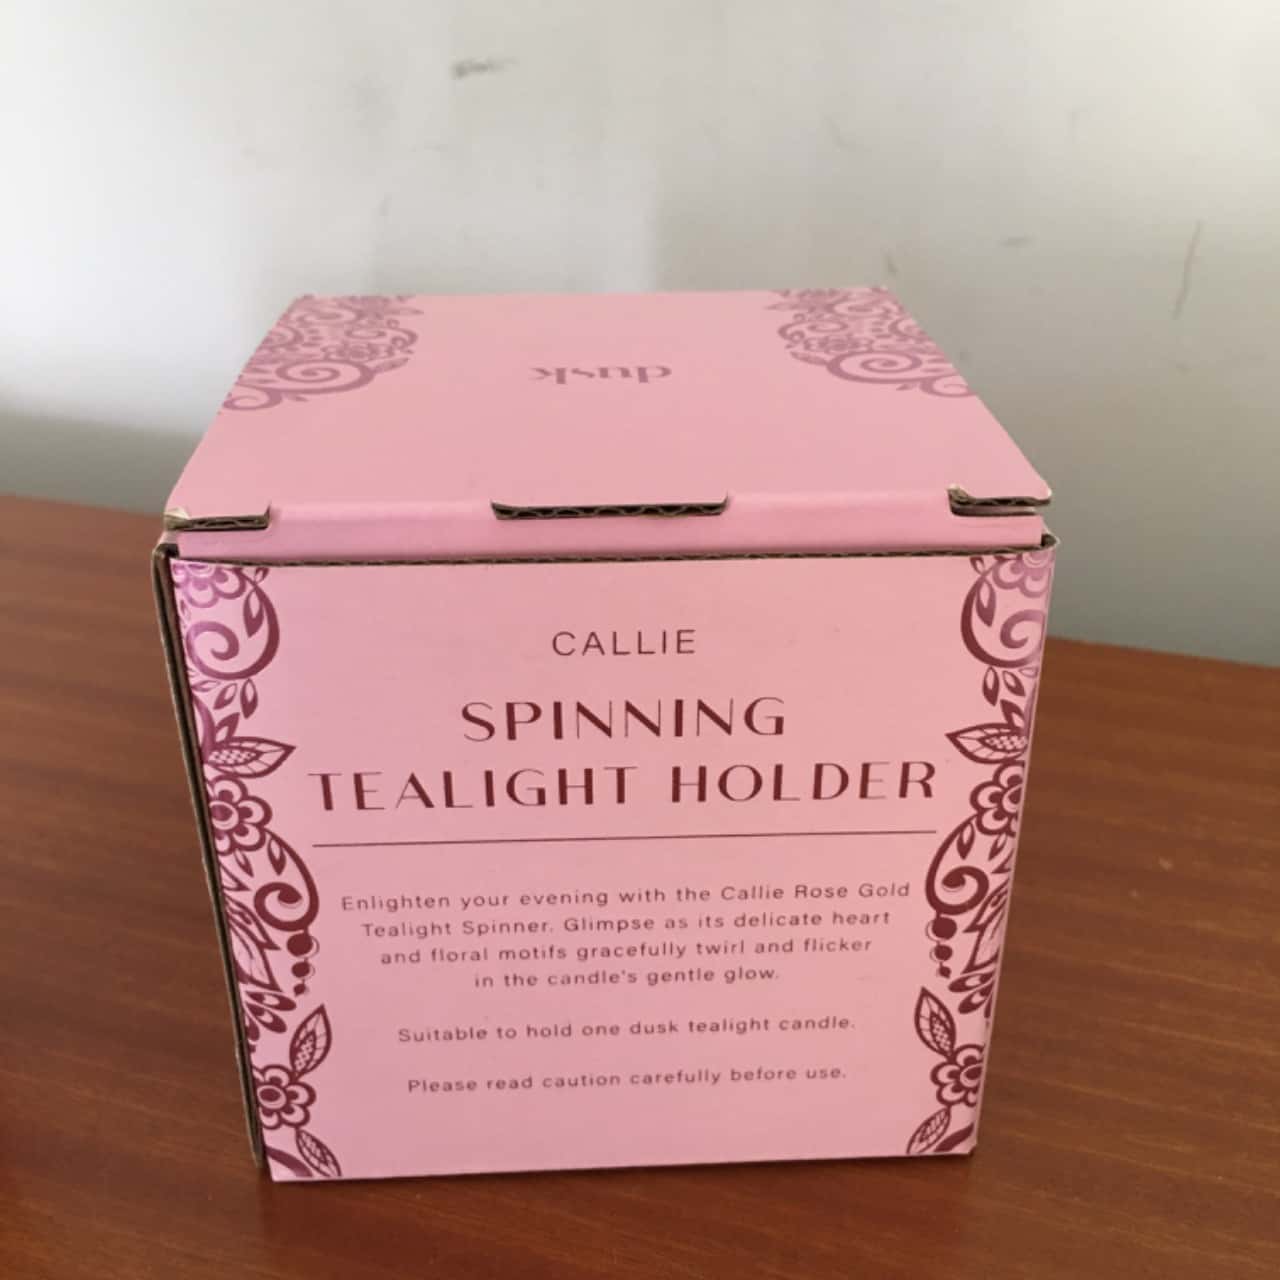 dusk
CALLIE
SPINNING
TEALIGHT HOLDER
Enlighten your evening with the Callie Rose Gold
Tealight Spinner. Glimpse as its delicate heart
and floral motifs gracefully twirl and flicker
in the candle's gentle glow.
Suitable to hold one dusk tealight candle.
Please read caution carefully before use.